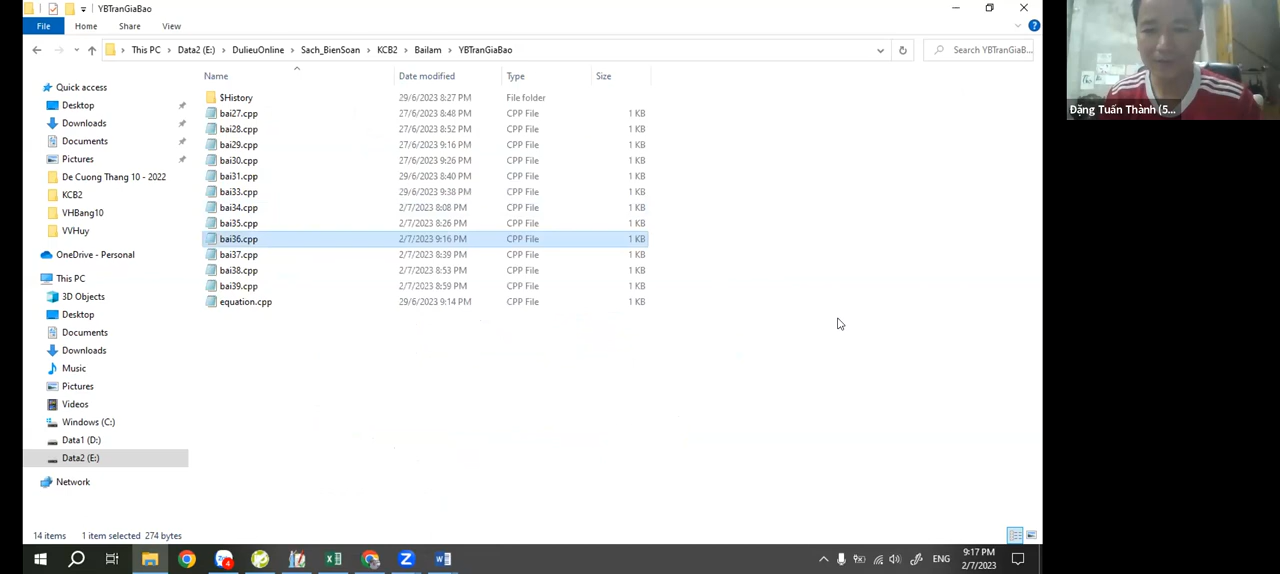 YBTranGiaBao
File Home Share View
This PC Data2 (E:) DulieuOnline Sach_BienSoan KCB2 Bailam YBTranGiaBao
Search YBTranGiaB...
Name Date modified Type Size
Quick access
Desktop
Downloads
Documents
Pictures
De Cuong Thang 10 - 2022
KCB2
VHBang10
VVHuy
OneDrive - Personal
This PC
3D Objects
Desktop
Documents
Downloads
Music
Pictures
Videos
Windows (C:)
Data1 (D:)
Data2 (E:)
Network
$History 29/6/2023 8:27 PM File folder
bai27.cpp 27/6/2023 8:48 PM CPP File 1 KB
bai28.cpp 27/6/2023 8:52 PM CPP File 1 KB
bai29.cpp 27/6/2023 9:16 PM CPP File 1 KB
bai30.cpp 27/6/2023 9:26 PM CPP File 1 KB
bai31.cpp 29/6/2023 8:40 PM CPP File 1 KB
bai33.cpp 29/6/2023 9:38 PM CPP File 1 KB
bai34.cpp 2/7/2023 8:08 PM CPP File 1 KB
bai35.cpp 2/7/2023 8:26 PM CPP File 1 KB
bai36.cpp 2/7/2023 9:16 PM CPP File 1 KB
bai37.cpp 2/7/2023 8:39 PM CPP File 1 KB
bai38.cpp 2/7/2023 8:53 PM CPP File 1 KB
bai39.cpp 2/7/2023 8:59 PM CPP File 1 KB
equation.cpp 29/6/2023 9:14 PM CPP File 1 KB
14 items 1 item selected 274 bytes
Đặng Tuấn Thành (5...
ENG
9:17 PM
2/7/2023